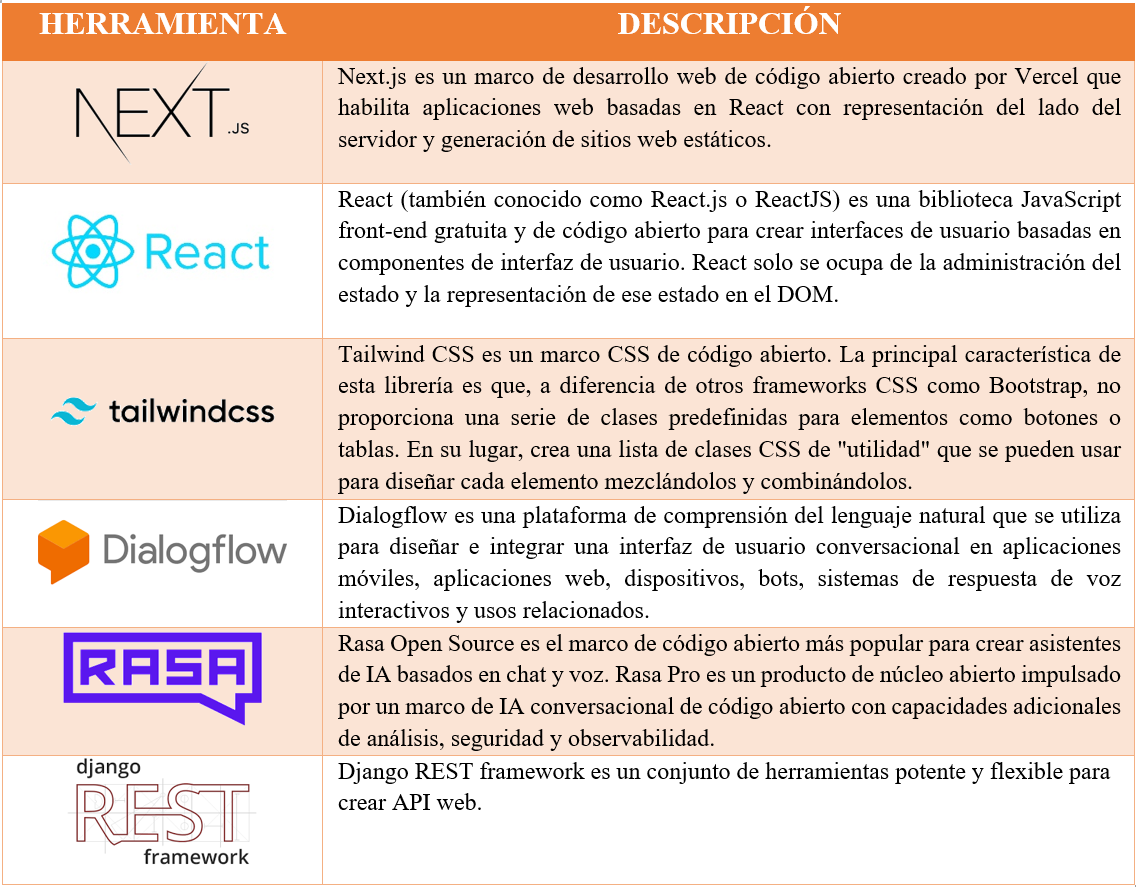 HERRAMIENTA DESCRIPCIÓN
NEXT.JS
Next.js es un marco de desarrollo web de código abierto creado por Vercel que
habilita aplicaciones web basadas en React con representación del lado del
servidor y generación de sitios web estáticos.
React
React (también conocido como React.js o ReactJS) es una biblioteca JavaScript
front-end gratuita y de código abierto para crear interfaces de usuario basadas en
componentes de interfaz de usuario. React solo se ocupa de la administración del
estado y la representación de ese estado en el DOM.
tailwindcss
Tailwind CSS es un marco CSS de código abierto. La principal característica de
esta librería es que, a diferencia de otros frameworks CSS como Bootstrap, no
proporciona una serie de clases predefinidas para elementos como botones o
tablas. En su lugar, crea una lista de clases CSS de "utilidad" que se pueden usar
para diseñar cada elemento mezclándolos y combinándolos.
Dialogflow
Dialogflow es una plataforma de comprensión del lenguaje natural que se utiliza
para diseñar e integrar una interfaz de usuario conversacional en aplicaciones
móviles, aplicaciones web, dispositivos, bots, sistemas de respuesta de voz
interactivos y usos relacionados.
RASA
Rasa Open Source es el marco de código abierto más popular para crear asistentes
de IA basados en chat y voz. Rasa Pro es un producto de núcleo abierto impulsado
por un marco de IA conversacional de código abierto con capacidades adicionales
de análisis, seguridad y observabilidad.
django
REST
framework
Django REST framework es un conjunto de herramientas potente y flexible para
crear API web.